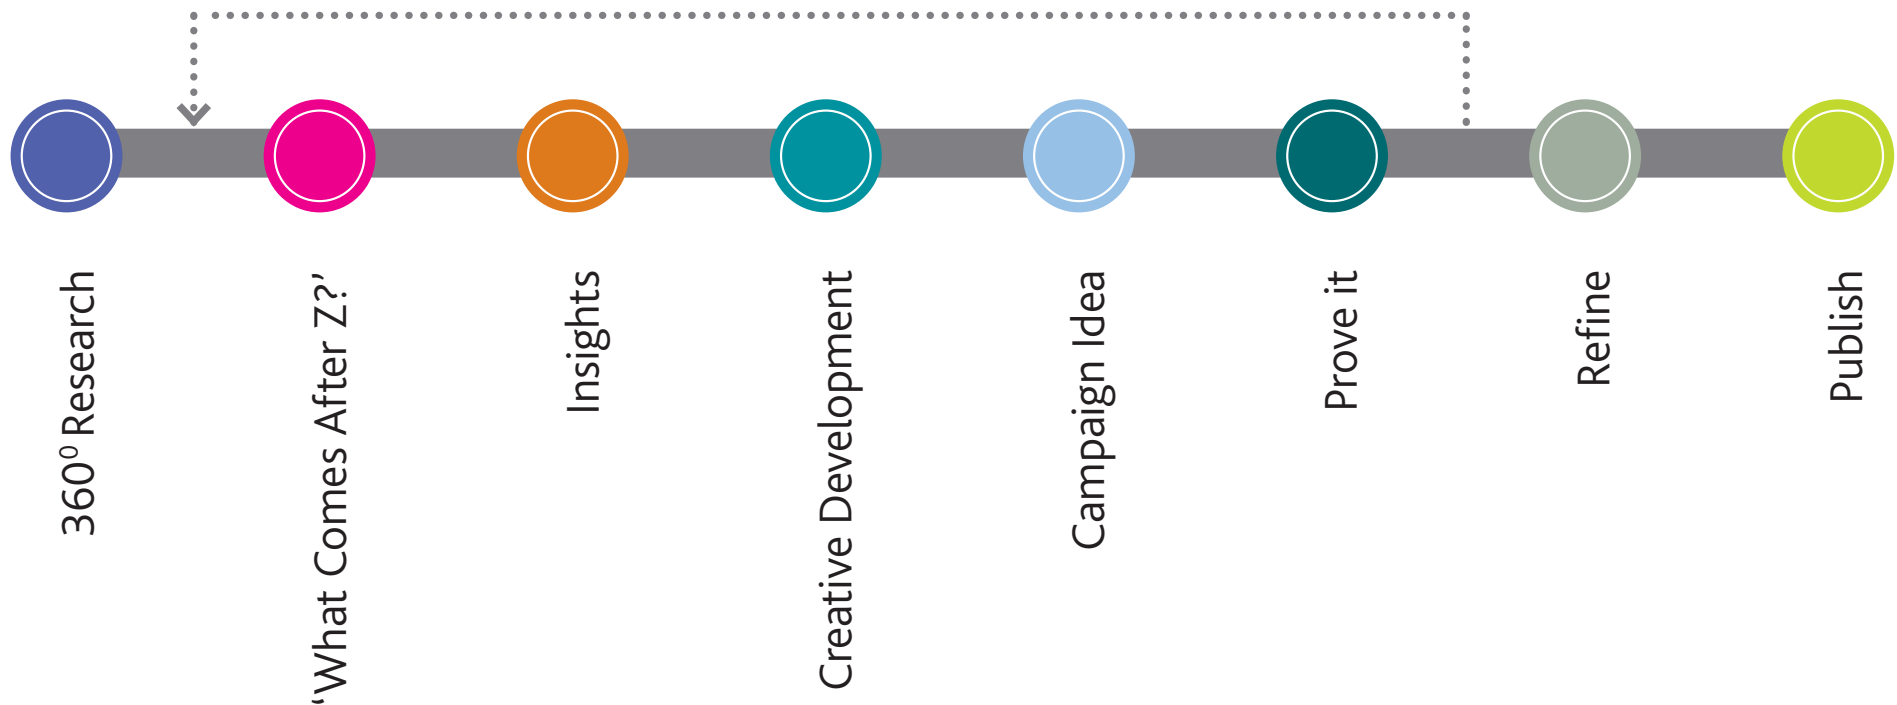 360⁰ Research
‘What Comes After Z?’
Insights
Creative Development
Campaign Idea
Prove it
Refine
Publish